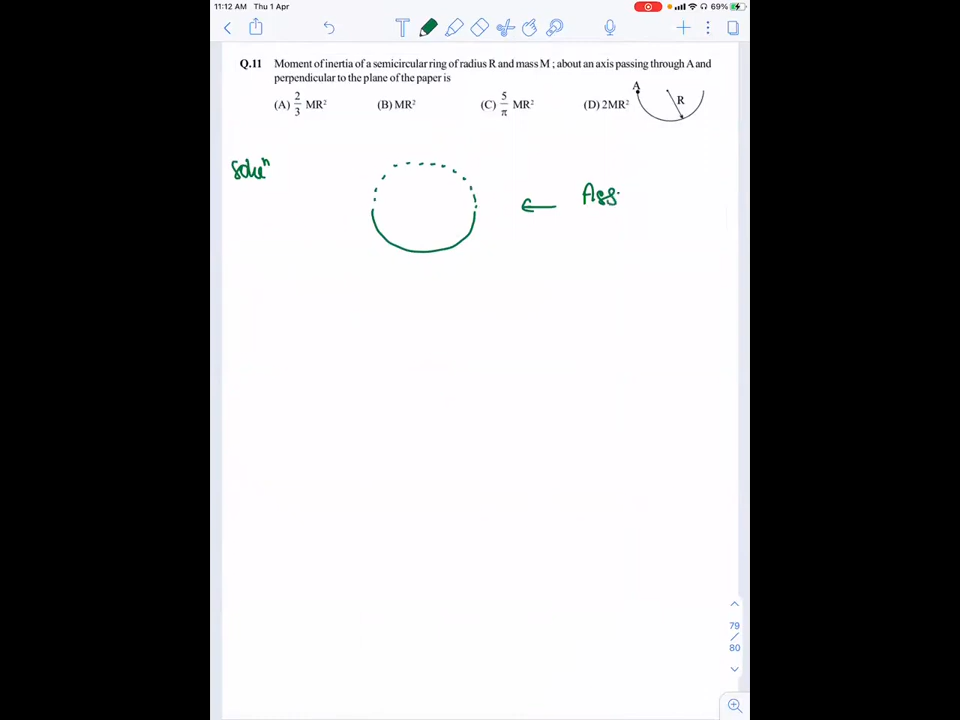 11:12 AM Thu 1 Apr 69%
Q.11 Moment of inertia of a semicircular ring of radius R and mass M ; about an axis passing through A and
perpendicular to the plane of the paper is
(A) 2/3 MR² (B) MR² (C) 5/π MR² (D) 2MR²
A
R
Soluⁿ
Ass
79
/
80